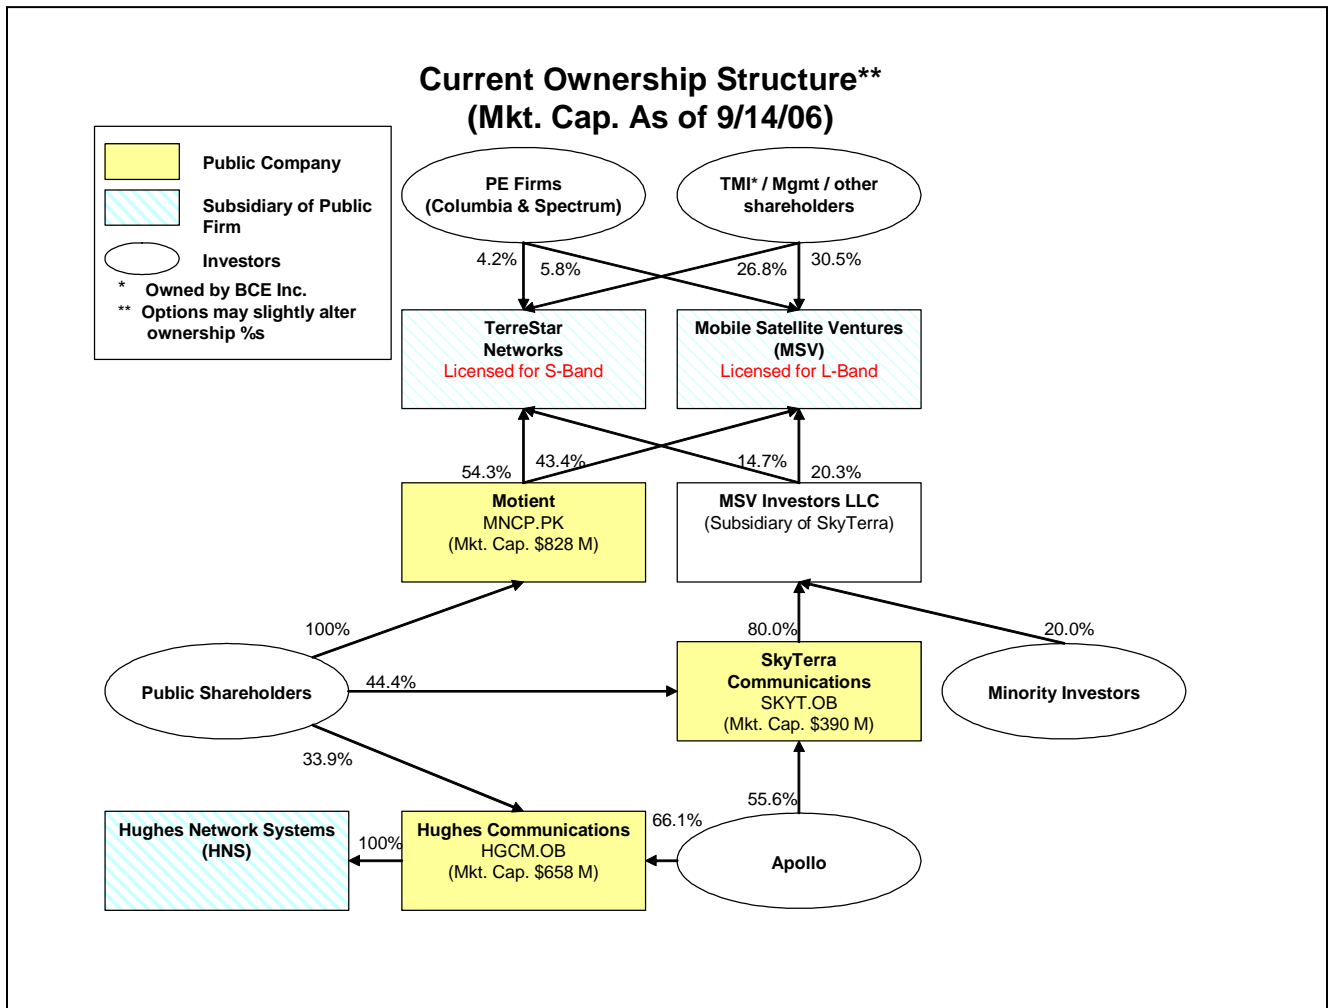 Current Ownership Structure**
(Mkt. Cap. As of 9/14/06)
Public Company
Subsidiary of Public
Firm
Investors
* Owned by BCE Inc.
** Options may slightly alter
ownership %s
PE Firms
(Columbia & Spectrum)
TMI* / Mgmt / other
shareholders
4.2%
5.8%
26.8%
30.5%
TerreStar
Networks
Licensed for S-Band
Mobile Satellite Ventures
(MSV)
Licensed for L-Band
54.3%
43.4%
14.7%
20.3%
Motient
MNCP.PK
(Mkt. Cap. $828 M)
MSV Investors LLC
(Subsidiary of SkyTerra)
100%
80.0%
20.0%
Public Shareholders
44.4%
SkyTerra
Communications
SKYT.OB
(Mkt. Cap. $390 M)
Minority Investors
33.9%
55.6%
Hughes Network Systems
(HNS)
100%
Hughes Communications
HGCM.OB
(Mkt. Cap. $658 M)
66.1%
Apollo